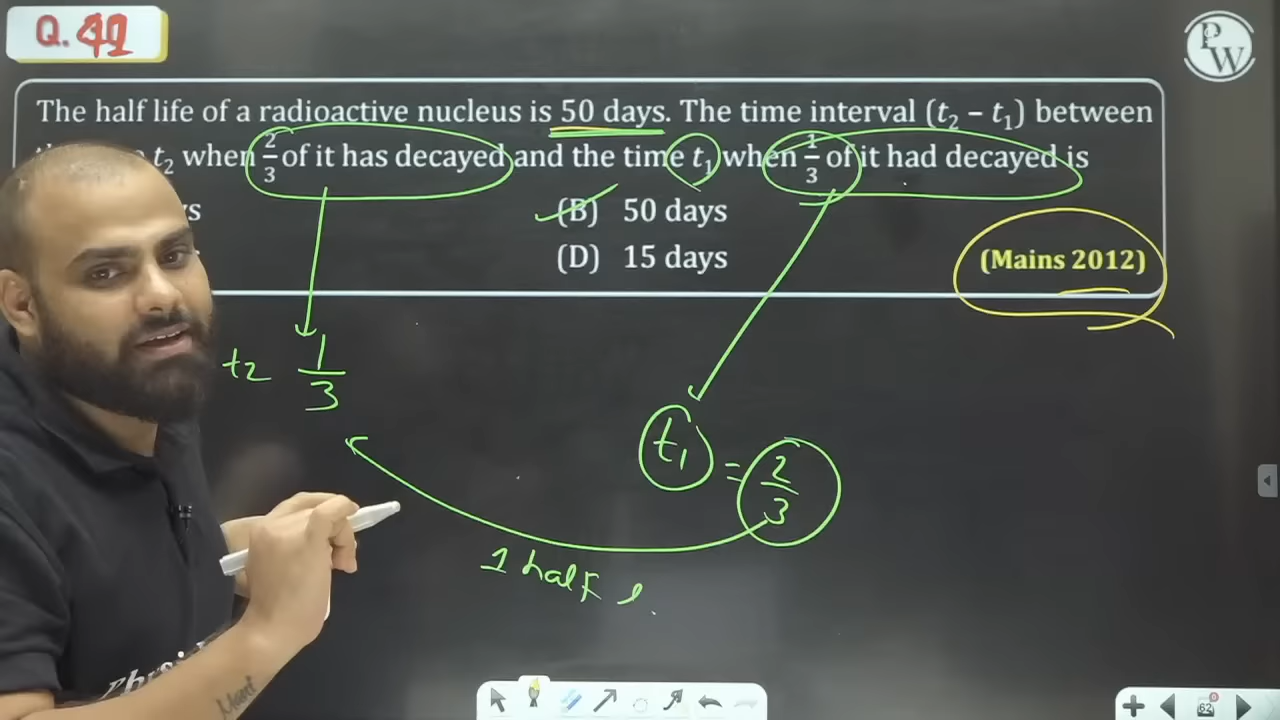 Q. 41
PW
The half life of a radioactive nucleus is 50 days. The time interval (t₂ – t₁) between
t₂ when 2/3 of it has decayed and the time t₁ when 1/3 of it had decayed is
(B) 50 days
(D) 15 days
(Mains 2012)
t2 1/3
t₁ = 2/3
1 half l.
62